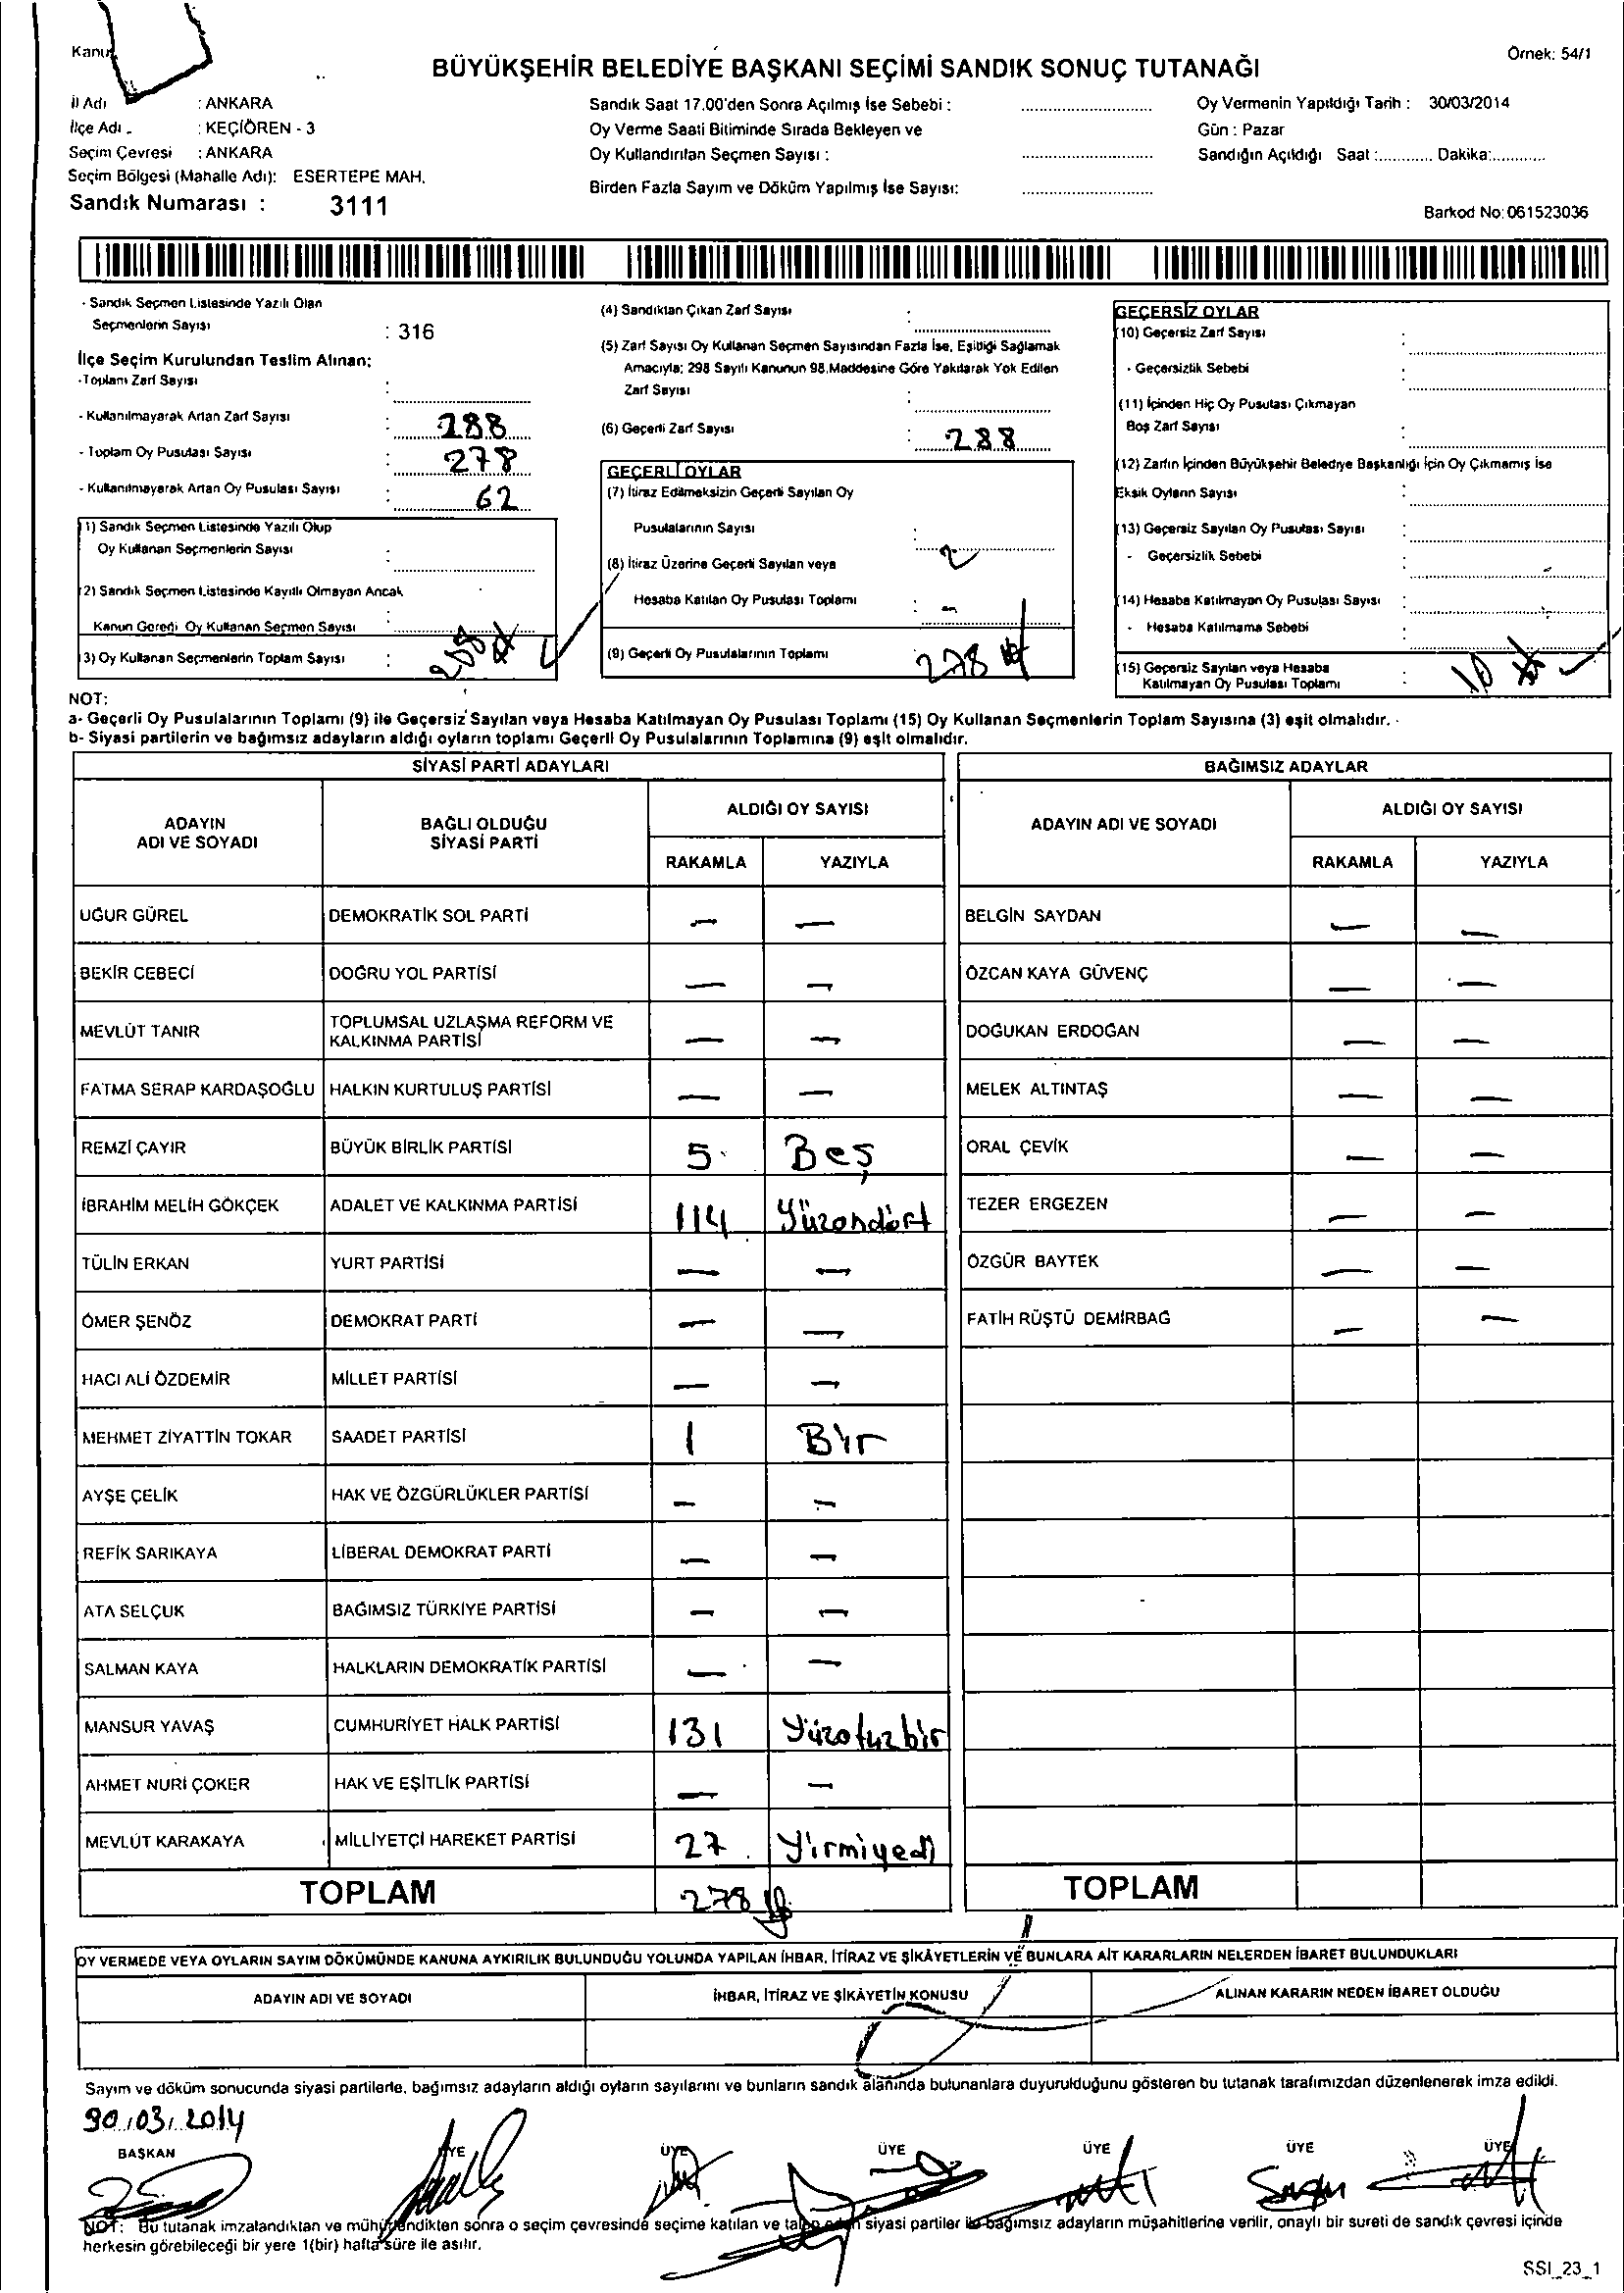 Örnek: 54/1
BÜYÜKŞEHİR BELEDİYE BAŞKANI SEÇİMİ SANDIK SONUÇ TUTANAĞI
İl Adı : ANKARA
İlçe Adı : KEÇİÖREN - 3
Seçim Çevresi : ANKARA
Seçim Bölgesi (Mahalle Adı): ESERTEPE MAH.
Sandık Numarası : 3111
Sandık Saat 17.00'den Sonra Açılmış İse Sebebi :
Oy Verme Saati Bitiminde Sırada Bekleyen ve
Oy Kullandırılan Seçmen Sayısı :
Birden Fazla Sayım ve Döküm Yapılmış İse Sayısı:
Oy Vermenin Yapıldığı Tarih : 30/03/2014
Gün : Pazar
Sandığın Açıldığı Saat :............ Dakika:............
Barkod No: 061523036
- Sandık Seçmen Listesinde Yazılı Olan
Seçmenlerin Sayısı : 316
İlçe Seçim Kurulundan Teslim Alınan:
-Toplam Zarf Sayısı :
- Kullanılmayarak Artan Zarf Sayısı : 288
- Toplam Oy Pusulası Sayısı : 278
- Kullanılmayarak Artan Oy Pusulası Sayısı : 62
(1) Sandık Seçmen Listesinde Yazılı Olup
Oy Kullanan Seçmenlerin Sayısı :
(2) Sandık Seçmen Listesinde Kayıtlı Olmayan Ancak
Kanun Gereği Oy Kullanan Seçmen Sayısı
(3) Oy Kullanan Seçmenlerin Toplam Sayısı :
(4) Sandıktan Çıkan Zarf Sayısı :
(5) Zarf Sayısı Oy Kullanan Seçmen Sayısından Fazla İse, Eşitliği Sağlamak
Amacıyla; 298 Sayılı Kanunun 98.Maddesine Göre Yakılarak Yok Edilen
Zarf Sayısı :
(6) Geçerli Zarf Sayısı : 288
GEÇERLİ OYLAR
(7) İtiraz Edilmeksizin Geçerli Sayılan Oy
Pusulalarının Sayısı :
(8) İtiraz Üzerine Geçerli Sayılan veya
Hesaba Katılan Oy Pusulası Toplamı : -
(9) Geçerli Oy Pusulalarının Toplamı : 278
GEÇERSİZ OYLAR
(10) Geçersiz Zarf Sayısı :
- Geçersizlik Sebebi :
(11) İçinden Hiç Oy Pusulası Çıkmayan
Boş Zarf Sayısı :
(12) Zarfın İçinden Büyükşehir Belediye Başkanlığı İçin Oy Çıkmamış İse
Eksik Oyların Sayısı :
(13) Geçersiz Sayılan Oy Pusulası Sayısı :
- Geçersizlik Sebebi :
(14) Hesaba Katılmayan Oy Pusulası Sayısı :
- Hesaba Katılmama Sebebi :
(15) Geçersiz Sayılan veya Hesaba
Katılmayan Oy Pusulası Toplamı : 10
NOT:
a- Geçerli Oy Pusulalarının Toplamı (9) ile Geçersiz Sayılan veya Hesaba Katılmayan Oy Pusulası Toplamı (15) Oy Kullanan Seçmenlerin Toplam Sayısına (3) eşit olmalıdır.
b- Siyasi partilerin ve bağımsız adayların aldığı oyların toplamı Geçerli Oy Pusulalarının Toplamına (9) eşit olmalıdır.
SİYASİ PARTİ ADAYLARI
ADAYIN ADI VE SOYADI
BAĞLI OLDUĞU SİYASİ PARTİ
ALDIĞI OY SAYISI
RAKAMLA YAZIYLA
UĞUR GÜREL DEMOKRATİK SOL PARTİ — —
BEKİR CEBECİ DOĞRU YOL PARTİSİ — —
MEVLÜT TANIR TOPLUMSAL UZLAŞMA REFORM VE KALKINMA PARTİSİ — —
FATMA SERAP KARDAŞOĞLU HALKIN KURTULUŞ PARTİSİ — —
REMZİ ÇAYIR BÜYÜK BİRLİK PARTİSİ 5 Beş
İBRAHİM MELİH GÖKÇEK ADALET VE KALKINMA PARTİSİ 114 Yüzondört
TÜLİN ERKAN YURT PARTİSİ — —
ÖMER ŞENÖZ DEMOKRAT PARTİ — —
HACI ALİ ÖZDEMİR MİLLET PARTİSİ — —
MEHMET ZİYATTİN TOKAR SAADET PARTİSİ 1 Bir
AYŞE ÇELİK HAK VE ÖZGÜRLÜKLER PARTİSİ — —
REFİK SARIKAYA LİBERAL DEMOKRAT PARTİ — —
ATA SELÇUK BAĞIMSIZ TÜRKİYE PARTİSİ — —
SALMAN KAYA HALKLARIN DEMOKRATİK PARTİSİ — —
MANSUR YAVAŞ CUMHURİYET HALK PARTİSİ 131 Yüzotuzbir
AHMET NURİ ÇOKER HAK VE EŞİTLİK PARTİSİ — —
MEVLÜT KARAKAYA MİLLİYETÇİ HAREKET PARTİSİ 27 Yirmiyedi
TOPLAM 278
BAĞIMSIZ ADAYLAR
ADAYIN ADI VE SOYADI
ALDIĞI OY SAYISI
RAKAMLA YAZIYLA
BELGİN SAYDAN — —
ÖZCAN KAYA GÜVENÇ — —
DOĞUKAN ERDOĞAN — —
MELEK ALTINTAŞ — —
ORAL ÇEVİK — —
TEZER ERGEZEN — —
ÖZGÜR BAYTEK — —
FATİH RÜŞTÜ DEMİRBAĞ — —
TOPLAM
OY VERMEDE VEYA OYLARIN SAYIM DÖKÜMÜNDE KANUNA AYKIRILIK BULUNDUĞU YOLUNDA YAPILAN İHBAR, İTİRAZ VE ŞİKÂYETLERİN VE BUNLARA AİT KARARLARIN NELERDEN İBARET BULUNDUKLARI
ADAYIN ADI VE SOYADI
İHBAR, İTİRAZ VE ŞİKÂYETİN KONUSU
ALINAN KARARIN NEDEN İBARET OLDUĞU
Sayım ve döküm sonucunda siyasi partilerle, bağımsız adayların aldığı oyların sayılarını ve bunların sandık alanında bulunanlara duyurulduğunu gösteren bu tutanak tarafımızdan düzenlenerek imza edildi.
30.03.2014
BAŞKAN ÜYE ÜYE ÜYE ÜYE ÜYE ÜYE
NOT: Bu tutanak imzalandıktan ve mühürlendikten sonra o seçim çevresinde seçime katılan ve talep eden siyasi partiler ile bağımsız adayların müşahitlerine verilir, onaylı bir sureti de sandık çevresi içinde
herkesin görebileceği bir yere 1(bir) hafta süre ile asılır.
SSI_23_1